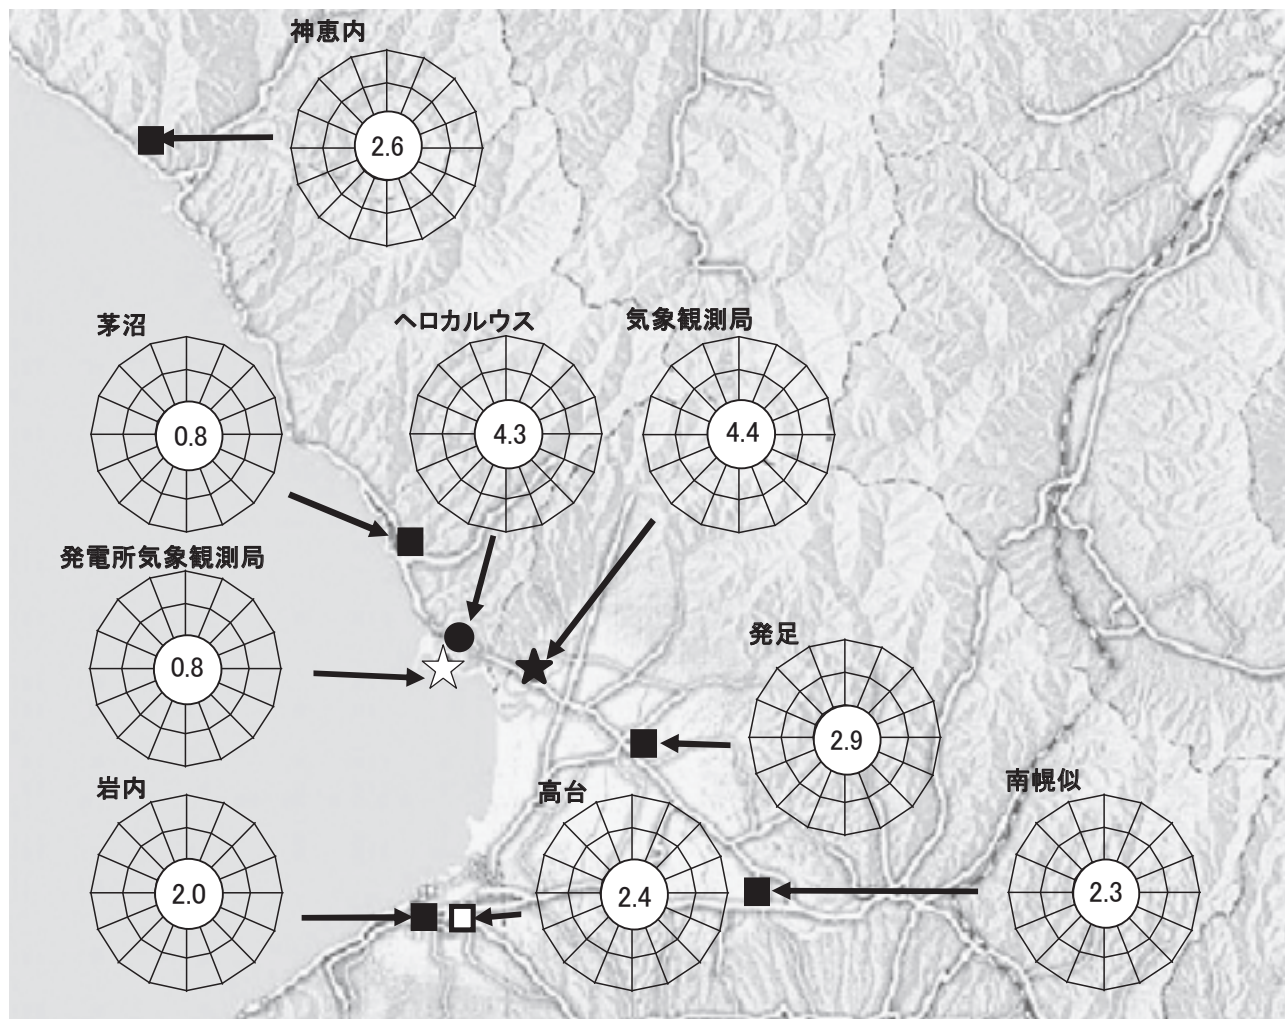 神恵内
2.6
茅沼
0.8
ヘロカルウス
4.3
気象観測局
4.4
発電所気象観測局
0.8
発足
2.9
岩内
2.0
高台
2.4
南幌似
2.3